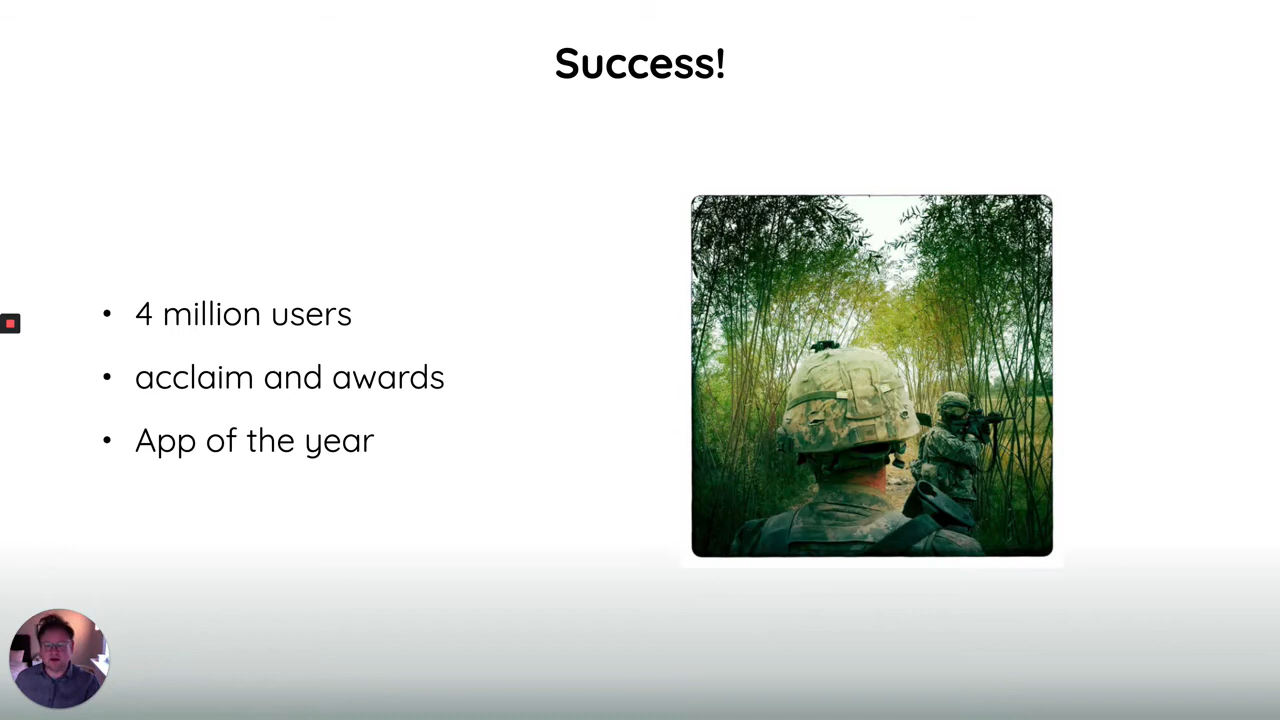 Success!
4 million users
acclaim and awards
App of the year